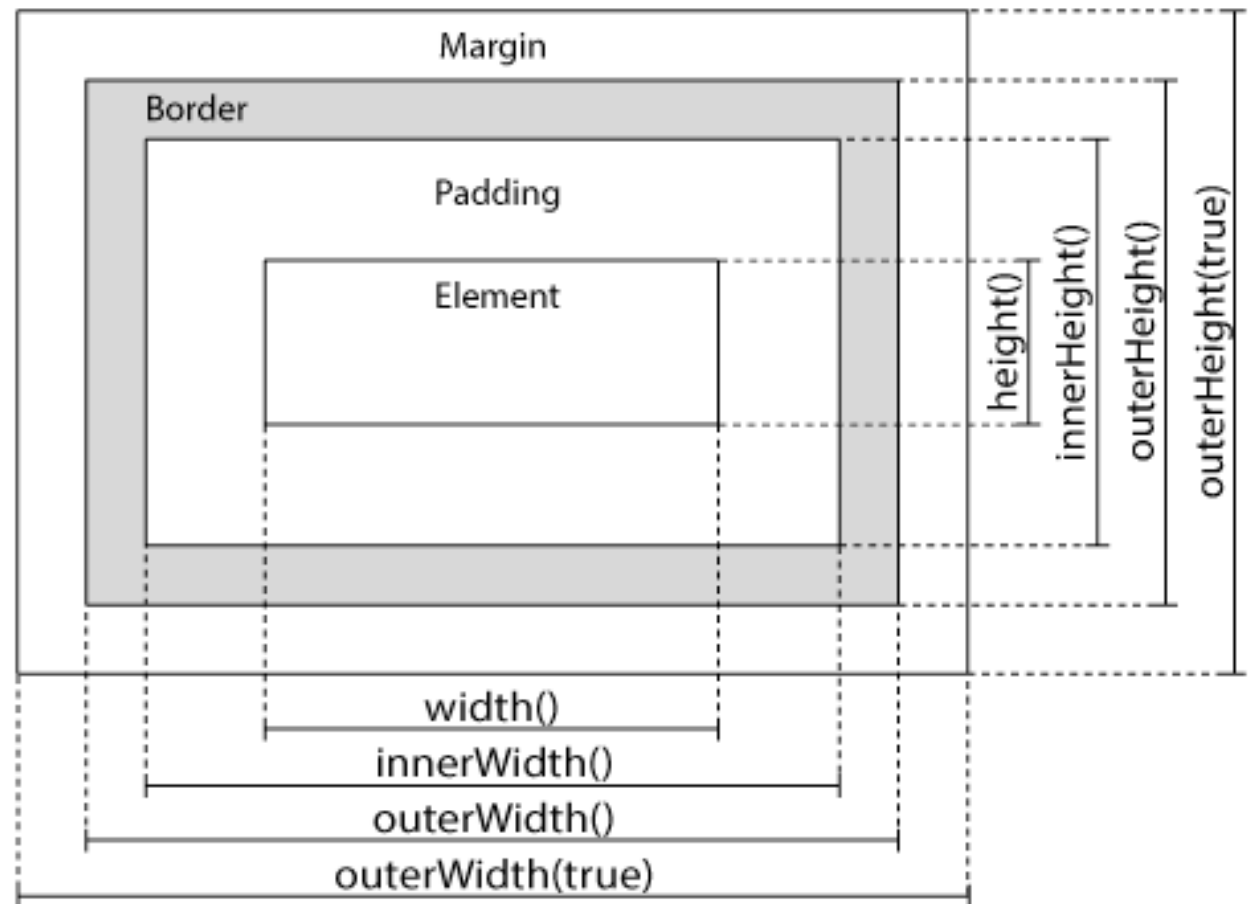 Margin
Border
Padding
Element
height()
innerHeight()
outerHeight()
outerHeight(true)
width()
innerWidth()
outerWidth()
outerWidth(true)